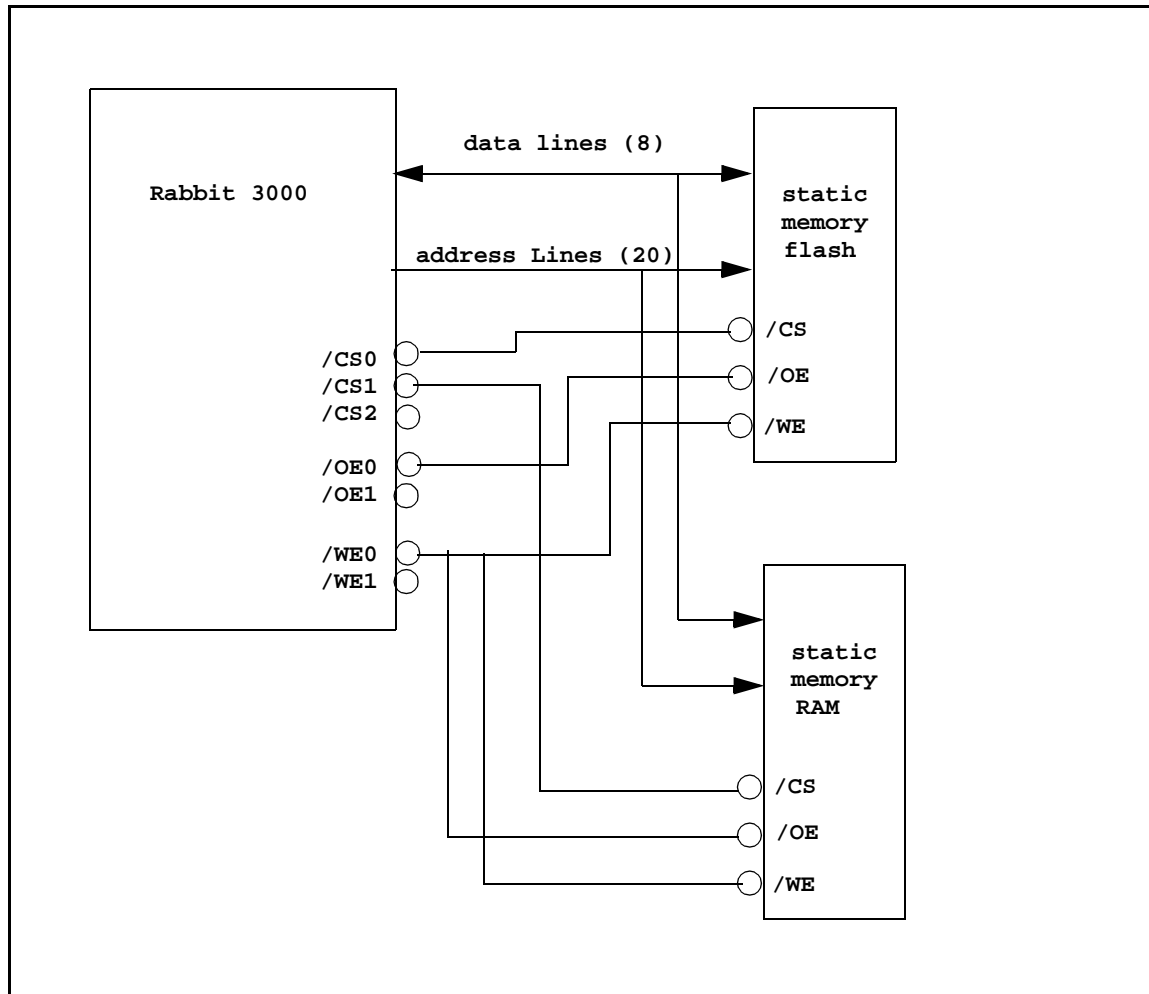 data lines (8)
Rabbit 3000
static
memory
flash
address Lines (20)
/CS
/CS0
/CS1
/OE
/CS2
/WE
/OE0
/OE1
/WE0
/WE1
static
memory
RAM
/CS
/OE
/WE